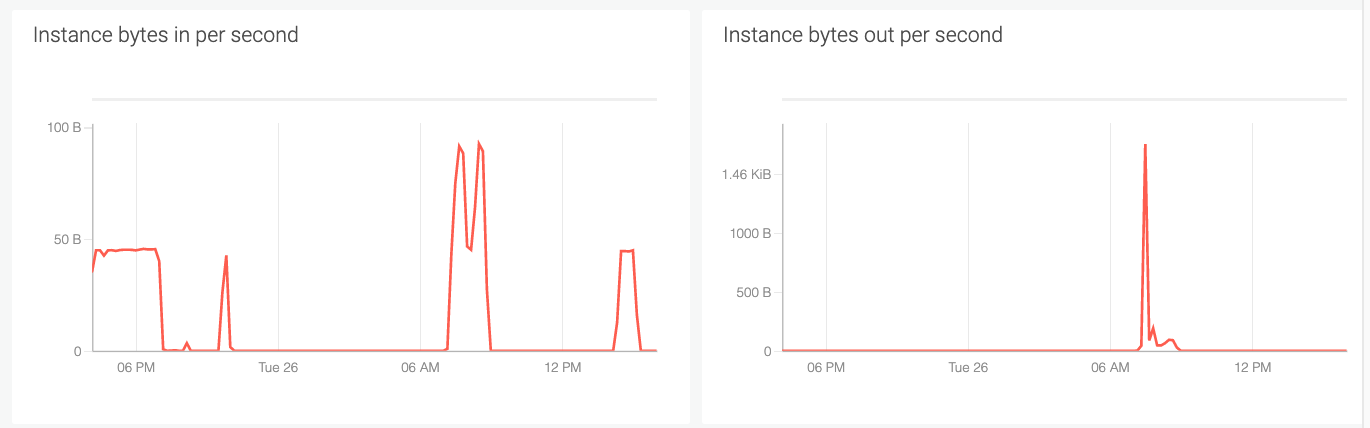 Instance bytes in per second
100 B
50 B
0
06 PM
Tue 26
06 AM
12 PM
Instance bytes out per second
1.46 KiB
1000 B
500 B
0
06 PM
Tue 26
06 AM
12 PM